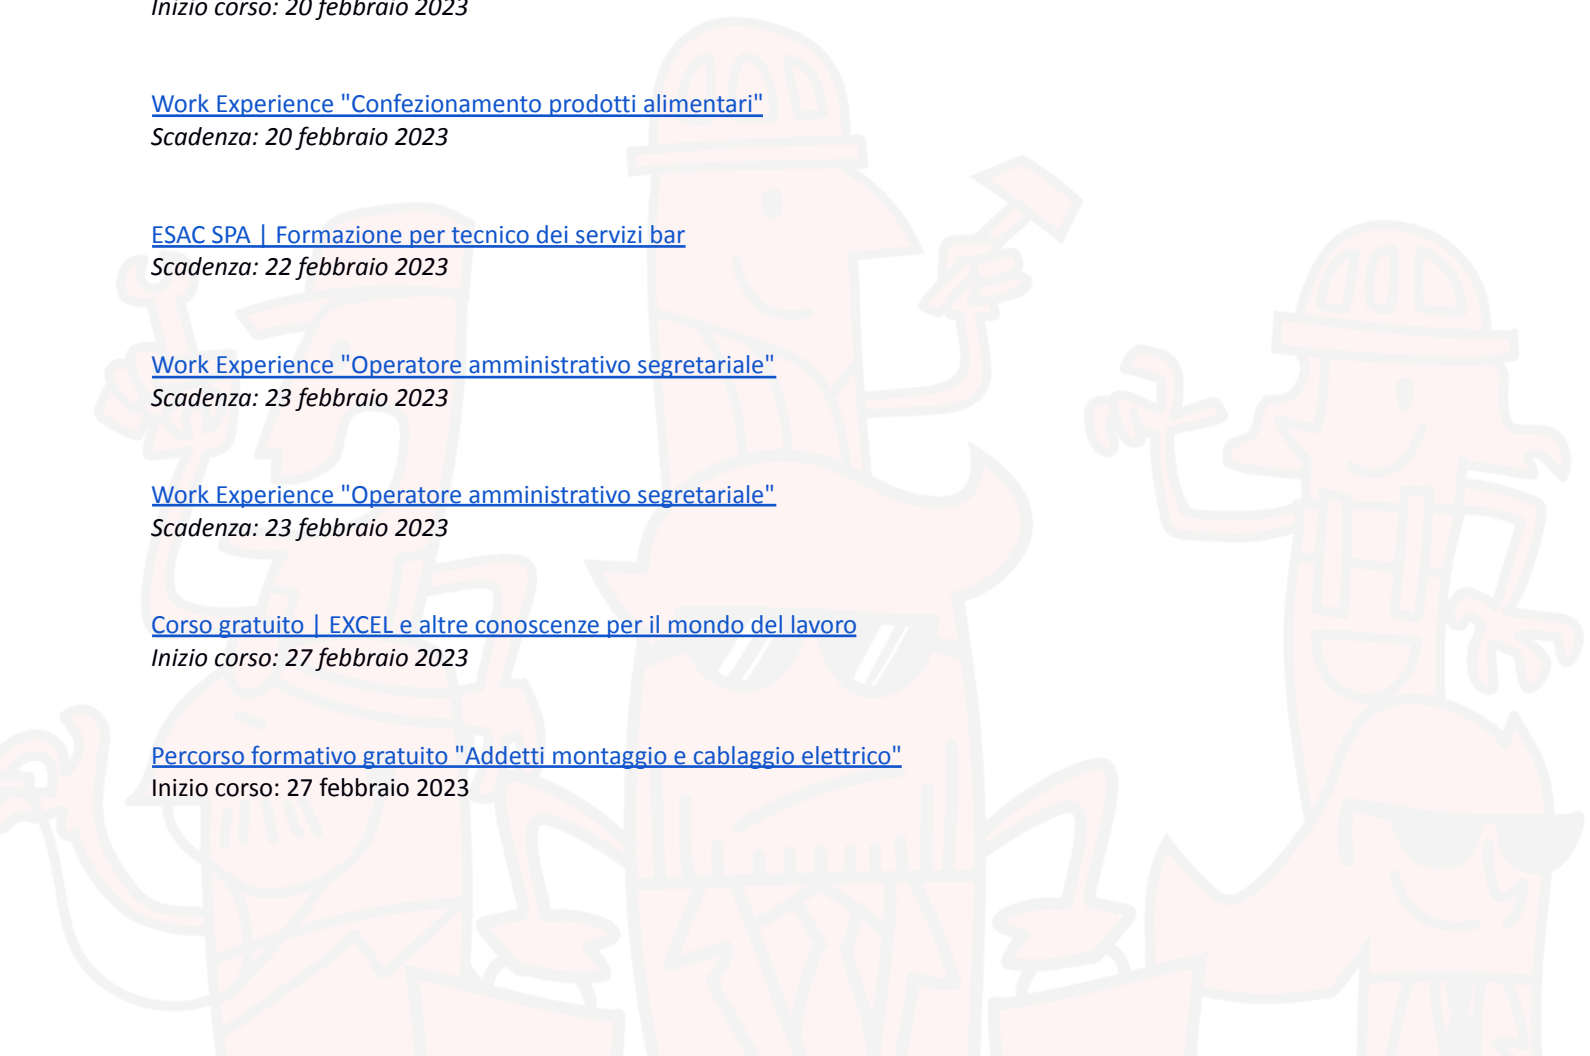 Inizio corso: 20 febbraio 2023
Work Experience "Confezionamento prodotti alimentari"
Scadenza: 20 febbraio 2023
ESAC SPA | Formazione per tecnico dei servizi bar
Scadenza: 22 febbraio 2023
Work Experience "Operatore amministrativo segretariale"
Scadenza: 23 febbraio 2023
Work Experience "Operatore amministrativo segretariale"
Scadenza: 23 febbraio 2023
Corso gratuito | EXCEL e altre conoscenze per il mondo del lavoro
Inizio corso: 27 febbraio 2023
Percorso formativo gratuito "Addetti montaggio e cablaggio elettrico"
Inizio corso: 27 febbraio 2023